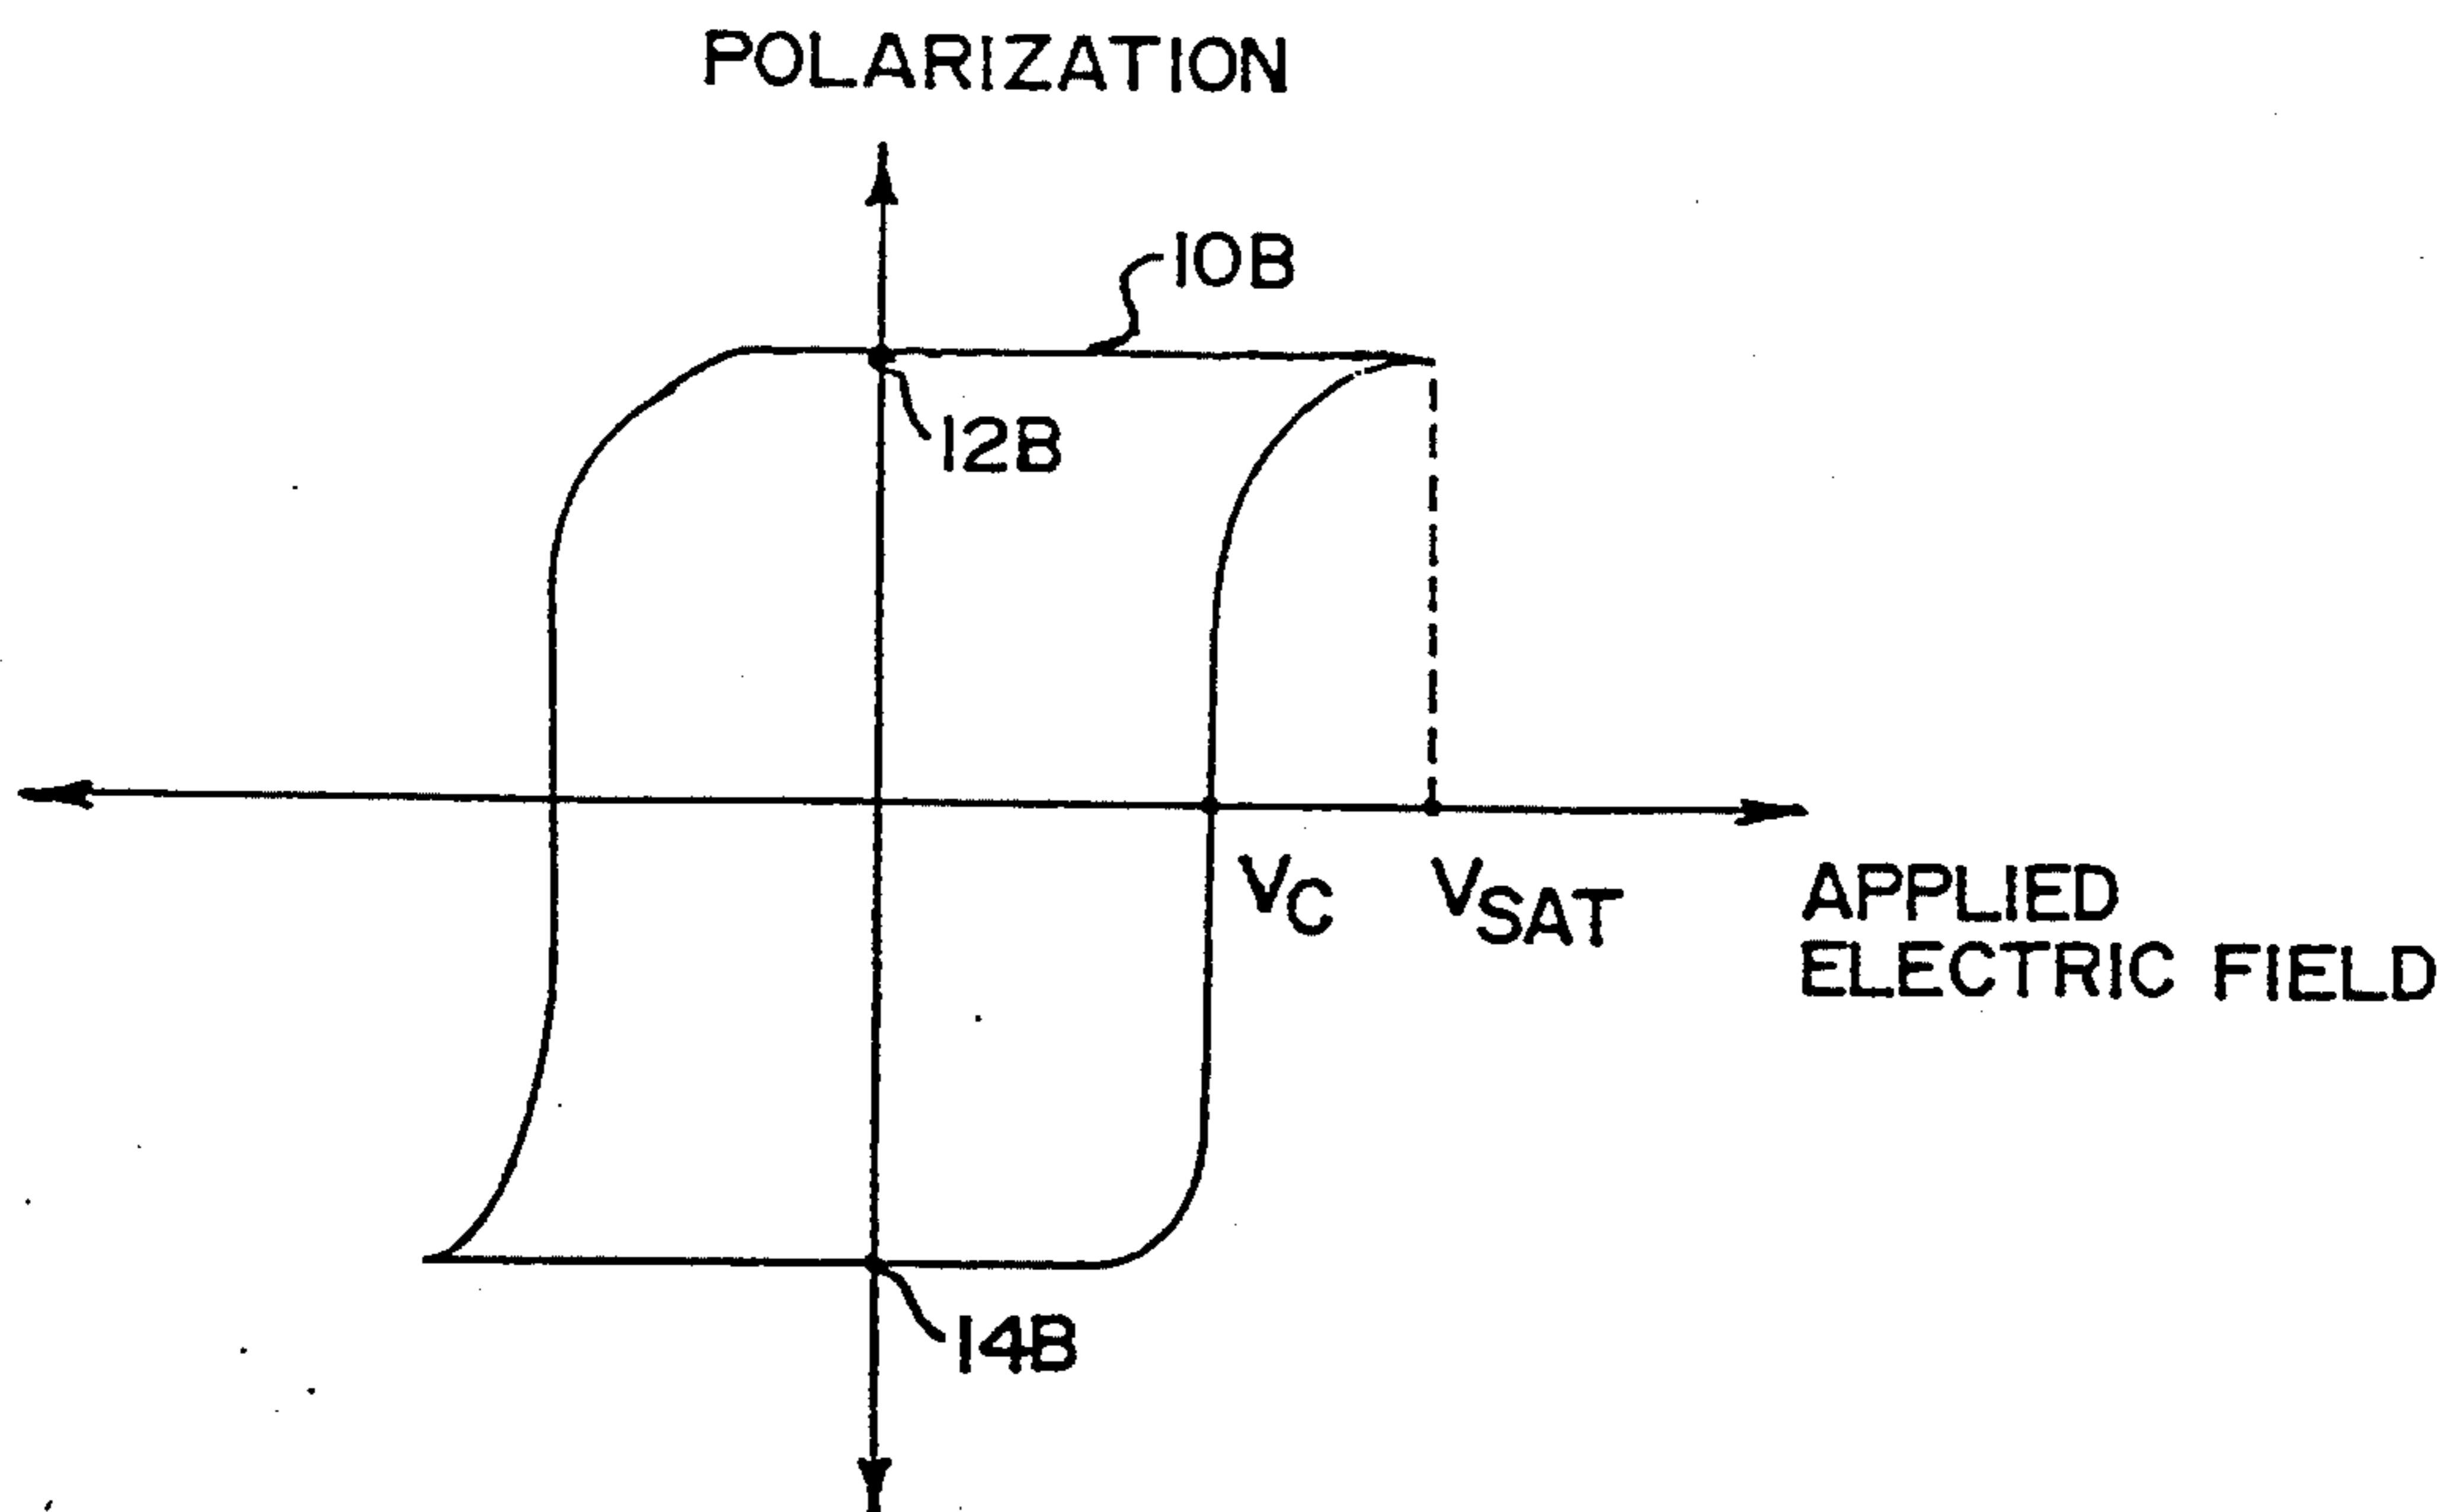 POLARIZATION
10B
12B
VC VSAT
APPLIED
ELECTRIC FIELD
14B